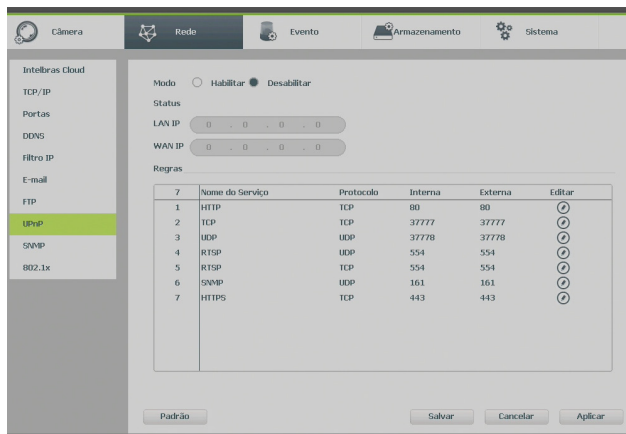 Câmera Rede Evento Armazenamento Sistema
Intelbras Cloud
TCP/IP
Portas
DDNS
Filtro IP
E-mail
FTP
UPnP
SNMP
802.1x
Modo Habilitar Desabilitar
Status
LAN IP 0 . 0 . 0 . 0
WAN IP 0 . 0 . 0 . 0
Regras
7 Nome do Serviço Protocolo Interna Externa Editar
1 HTTP TCP 80 80
2 TCP TCP 37777 37777
3 UDP UDP 37778 37778
4 RTSP UDP 554 554
5 RTSP TCP 554 554
6 SNMP UDP 161 161
7 HTTPS TCP 443 443
Padrão Salvar Cancelar Aplicar